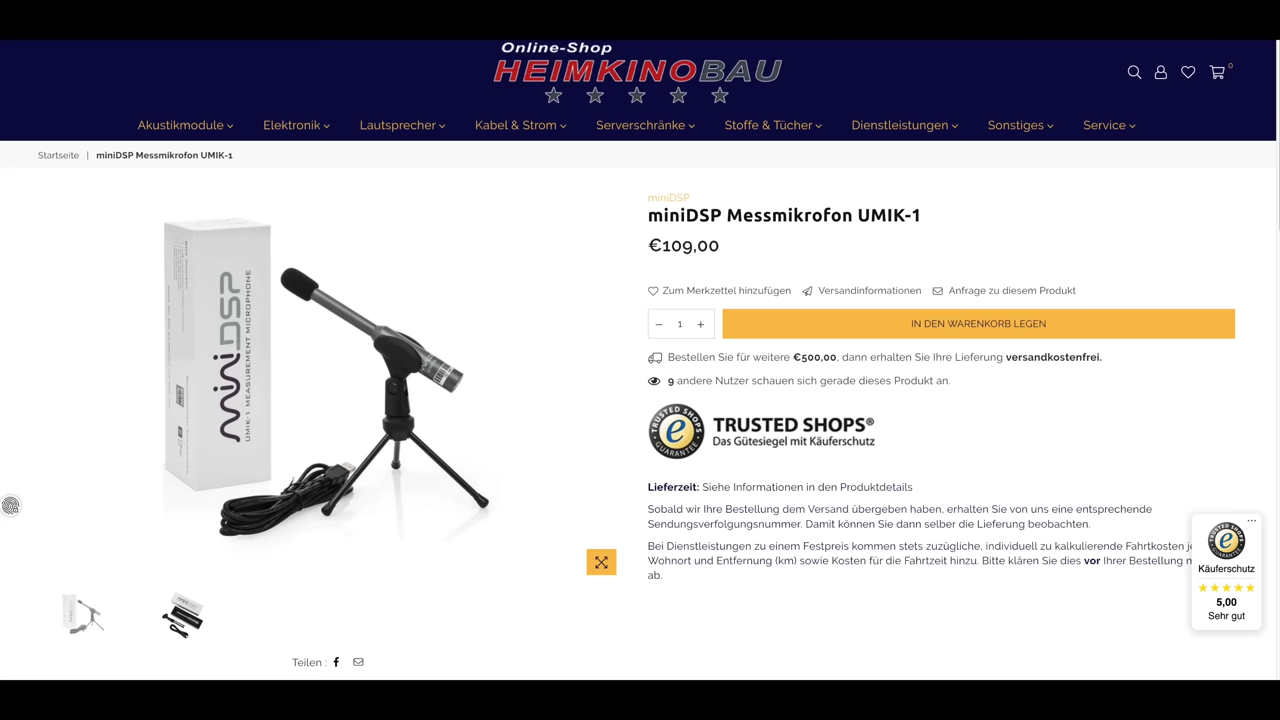 Online-Shop
HEIMKINOBAU
0
Akustikmodule
Elektronik
Lautsprecher
Kabel & Strom
Serverschränke
Stoffe & Tücher
Dienstleistungen
Sonstiges
Service
Startseite | miniDSP Messmikrofon UMIK-1
miniDSP
UMIK-1 MEASUREMENT MICROPHONE
miniDSP
miniDSP Messmikrofon UMIK-1
€109,00
Zum Merkzettel hinzufügen
Versandinformationen
Anfrage zu diesem Produkt
− 1 +
IN DEN WARENKORB LEGEN
Bestellen Sie für weitere €500,00, dann erhalten Sie Ihre Lieferung versandkostenfrei.
9 andere Nutzer schauen sich gerade dieses Produkt an.
TRUSTED SHOPS
GUARANTEE
TRUSTED SHOPS®
Das Gütesiegel mit Käuferschutz
Lieferzeit: Siehe Informationen in den Produktdetails
Sobald wir Ihre Bestellung dem Versand übergeben haben, erhalten Sie von uns eine entsprechende
Sendungsverfolgungsnummer. Damit können Sie dann selber die Lieferung beobachten.
Bei Dienstleistungen zu einem Festpreis kommen stets zuzügliche, individuell zu kalkulierende Fahrtkosten
Wohnort und Entfernung (km) sowie Kosten für die Fahrtzeit hinzu. Bitte klären Sie dies vor Ihrer Bestellung
ab.
TRUSTED SHOPS
GUARANTEE
Käuferschutz
5,00
Sehr gut
Teilen :